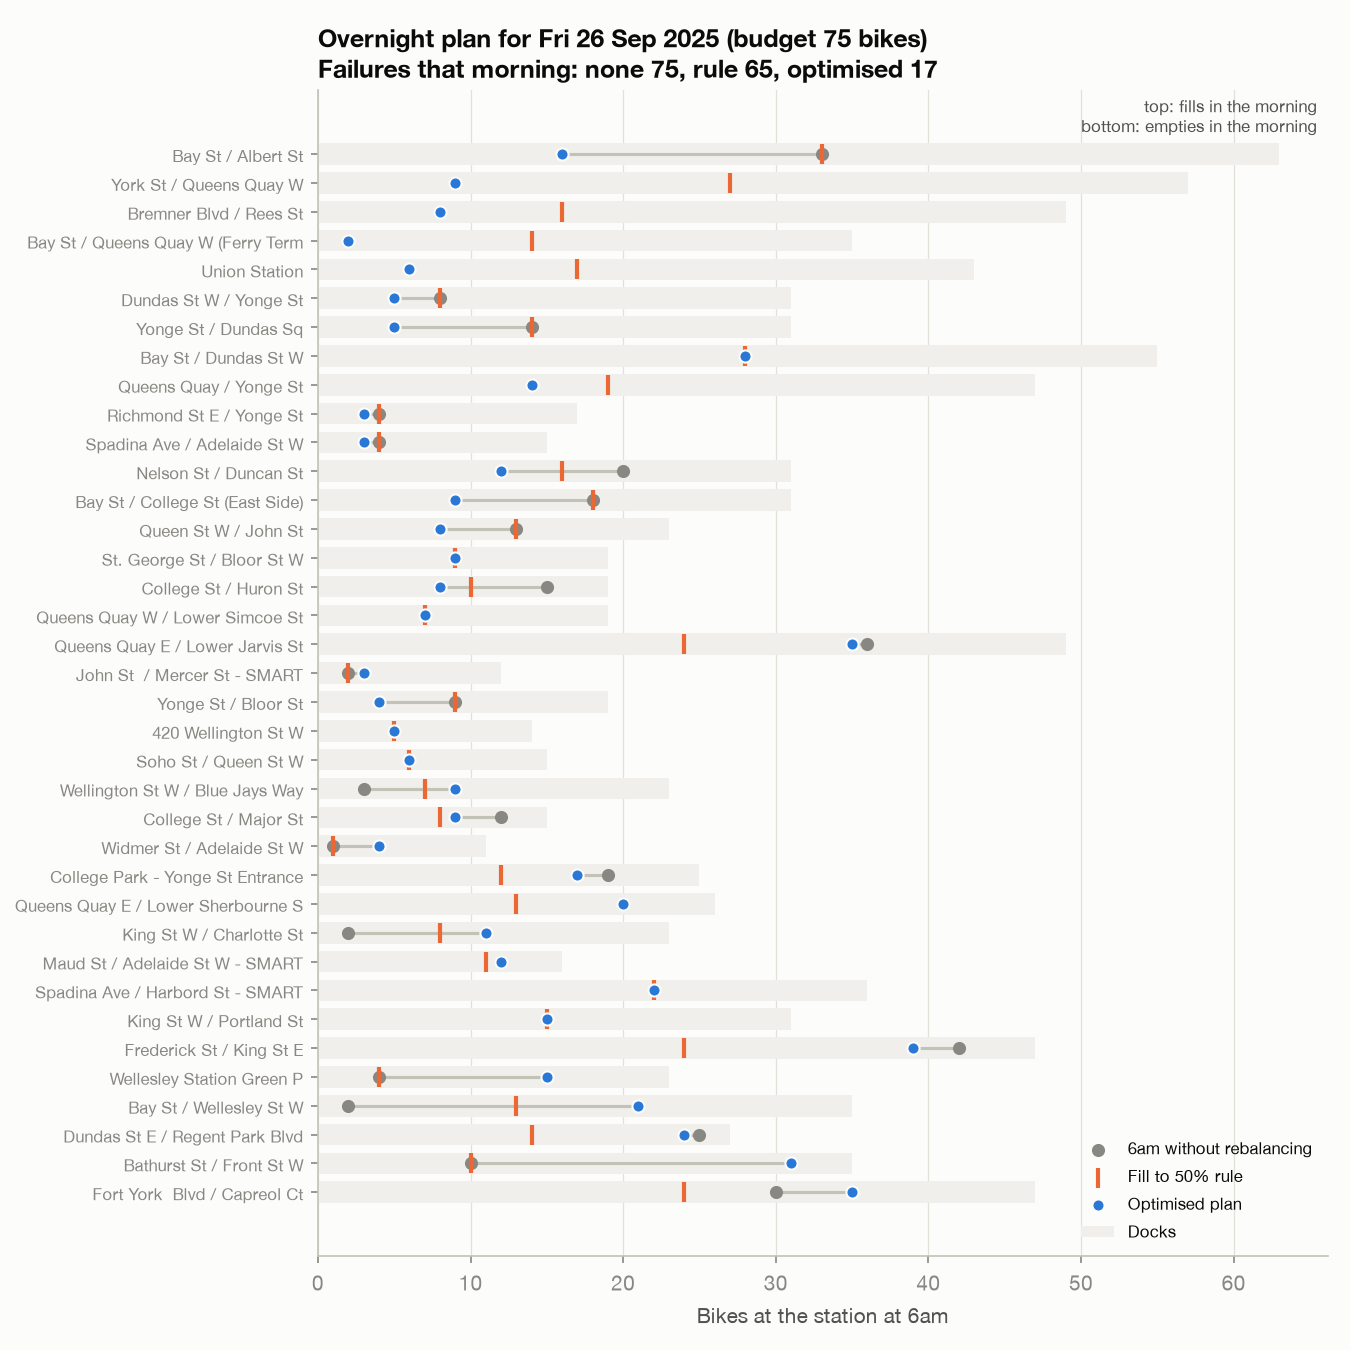 Overnight plan for Fri 26 Sep 2025 (budget 75 bikes)
Failures that morning: none 75, rule 65, optimised 17
top: fills in the morning
bottom: empties in the morning
Bay St / Albert St
York St / Queens Quay W
Bremner Blvd / Rees St
Bay St / Queens Quay W (Ferry Term
Union Station
Dundas St W / Yonge St
Yonge St / Dundas Sq
Bay St / Dundas St W
Queens Quay / Yonge St
Richmond St E / Yonge St
Spadina Ave / Adelaide St W
Nelson St / Duncan St
Bay St / College St (East Side)
Queen St W / John St
St. George St / Bloor St W
College St / Huron St
Queens Quay W / Lower Simcoe St
Queens Quay E / Lower Jarvis St
John St  / Mercer St - SMART
Yonge St / Bloor St
420 Wellington St W
Soho St / Queen St W
Wellington St W / Blue Jays Way
College St / Major St
Widmer St / Adelaide St W
College Park - Yonge St Entrance
Queens Quay E / Lower Sherbourne S
King St W / Charlotte St
Maud St / Adelaide St W - SMART
Spadina Ave / Harbord St - SMART
King St W / Portland St
Frederick St / King St E
Wellesley Station Green P
Bay St / Wellesley St W
Dundas St E / Regent Park Blvd
Bathurst St / Front St W
Fort York  Blvd / Capreol Ct
6am without rebalancing
Fill to 50% rule
Optimised plan
Docks
0 10 20 30 40 50 60
Bikes at the station at 6am